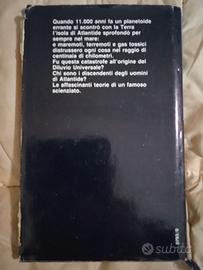 Quando 11.000 anni fa un planetoide
errante si scontrò con la Terra
l'isola di Atlantide sprofondò per
sempre nel mare:
e maremoti, terremoti e gas tossici
distrussero ogni cosa nel raggio di
centinaia di chilometri.
Fu questa catastrofe all'origine del
Diluvio Universale?
Chi sono i discendenti degli uomini
di Atlantide?
Le affascinanti teorie di un famoso
scienziato.
subito